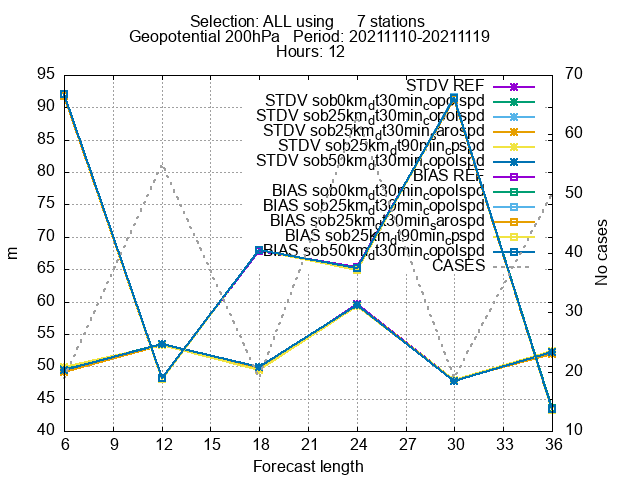 Selection: ALL using 7 stations
Geopotential 200hPa Period: 20211110-20211119
Hours: 12
95
90
85
80
75
70
65
60
55
50
45
40
m
70
60
50
40
30
20
10
No cases
STDV REF
STDV sob0km_dt30min_copolspd
STDV sob25km_dt30min_copolspd
STDV sob25km_dt30min_sarospd
STDV sob25km_dt90min_cpspd
STDV sob50km_dt30min_copolspd
BIAS REF
BIAS sob0km_dt30min_copolspd
BIAS sob25km_dt30min_copolspd
BIAS sob25km_dt30min_sarospd
BIAS sob25km_dt90min_cpspd
BIAS sob50km_dt30min_copolspd
CASES
6 9 12 15 18 21 24 27 30 33 36
Forecast length